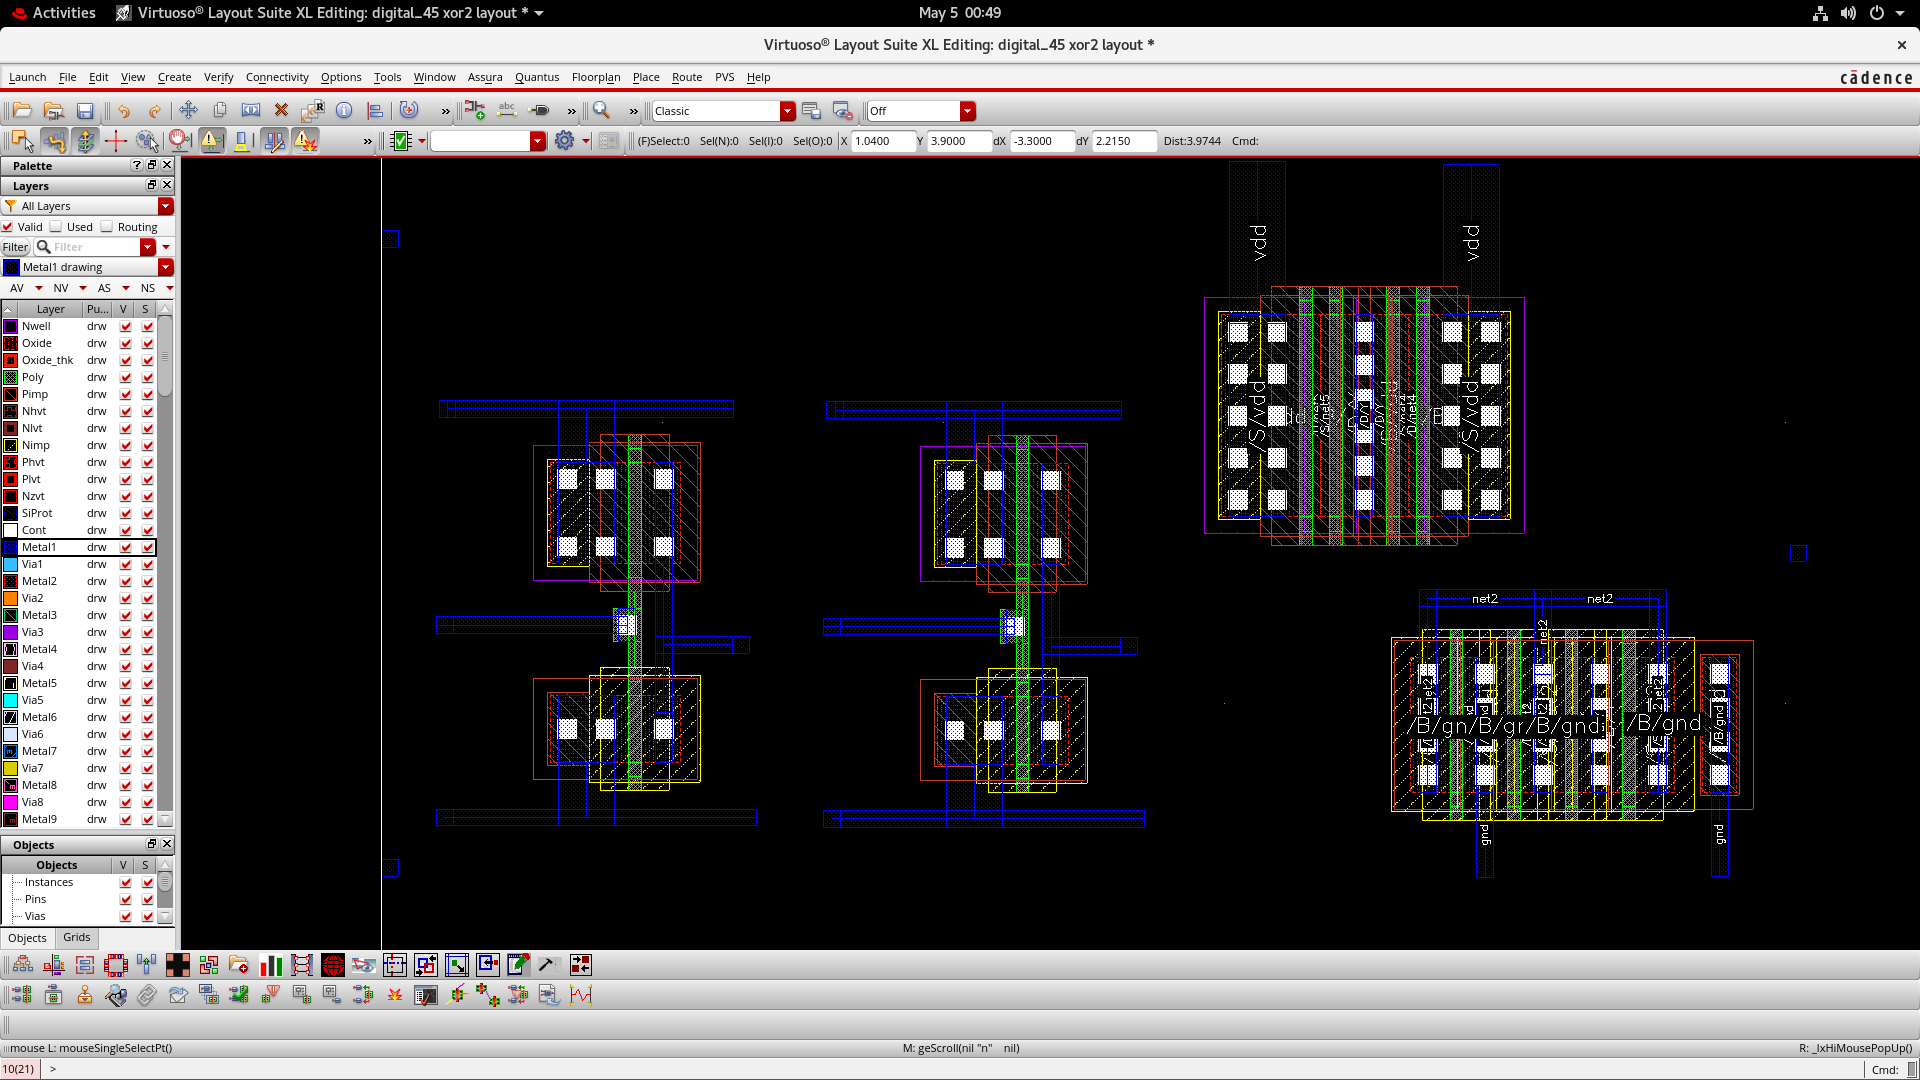 Activities
Virtuoso® Layout Suite XL Editing: digital_45 xor2 layout *
May 5 00:49
Virtuoso® Layout Suite XL Editing: digital_45 xor2 layout *
Launch File Edit View Create Verify Connectivity Options Tools Window Assura Quantus Floorplan Place Route PVS Help
cādence
Classic
Off
(F)Select:0 Sel(N):0 Sel(I):0 Sel(O):0 X 1.0400 Y 3.9000 dX -3.3000 dY 2.2150 Dist:3.9744 Cmd:
Palette
Layers
All Layers
Valid Used Routing
Filter Filter
Metal1 drawing
AV NV AS NS
Layer Pu... V S
Nwell drw
Oxide drw
Oxide_thk drw
Poly drw
Pimp drw
Nhvt drw
Nlvt drw
Nimp drw
Phvt drw
Plvt drw
Nzvt drw
SiProt drw
Cont drw
Metal1 drw
Via1 drw
Metal2 drw
Via2 drw
Metal3 drw
Via3 drw
Metal4 drw
Via4 drw
Metal5 drw
Via5 drw
Metal6 drw
Via6 drw
Metal7 drw
Via7 drw
Metal8 drw
Via8 drw
Metal9 drw
Objects
Objects V S
Instances
Pins
Vias
Objects Grids
vdd
vdd
/S/vdd
/S/vdd
net2
net2
net2
/B/gn/B/gr/B/gnd
/B/gnd
/B/gnd
gnd
gnd
mouse L: mouseSingleSelectPt()
M: geScroll(nil "n" nil)
R: _lxHiMousePopUp()
10(21) >
Cmd: